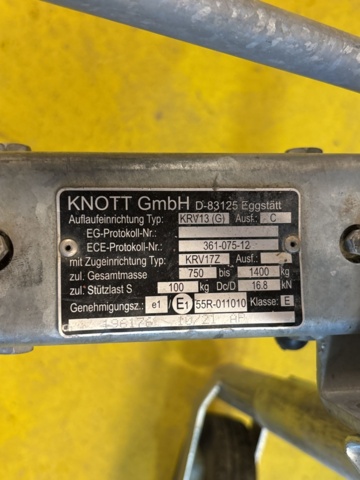 KNOTT GmbH D-83125 Eggstätt
Auflaufeinrichtung Typ: KRV13 (G) Ausf.: C
EG-Protokoll-Nr.:
ECE-Protokoll-Nr.: 361-075-12
mit Zugeinrichtung Typ: KRV17Z Ausf.:
zul. Gesamtmasse 750 bis 1400 kg
zul. Stützlast S 100 kg Dc/D 16.8 kN
Genehmigungsz.: e1 / E1 55R-011010 Klasse: E
10/21